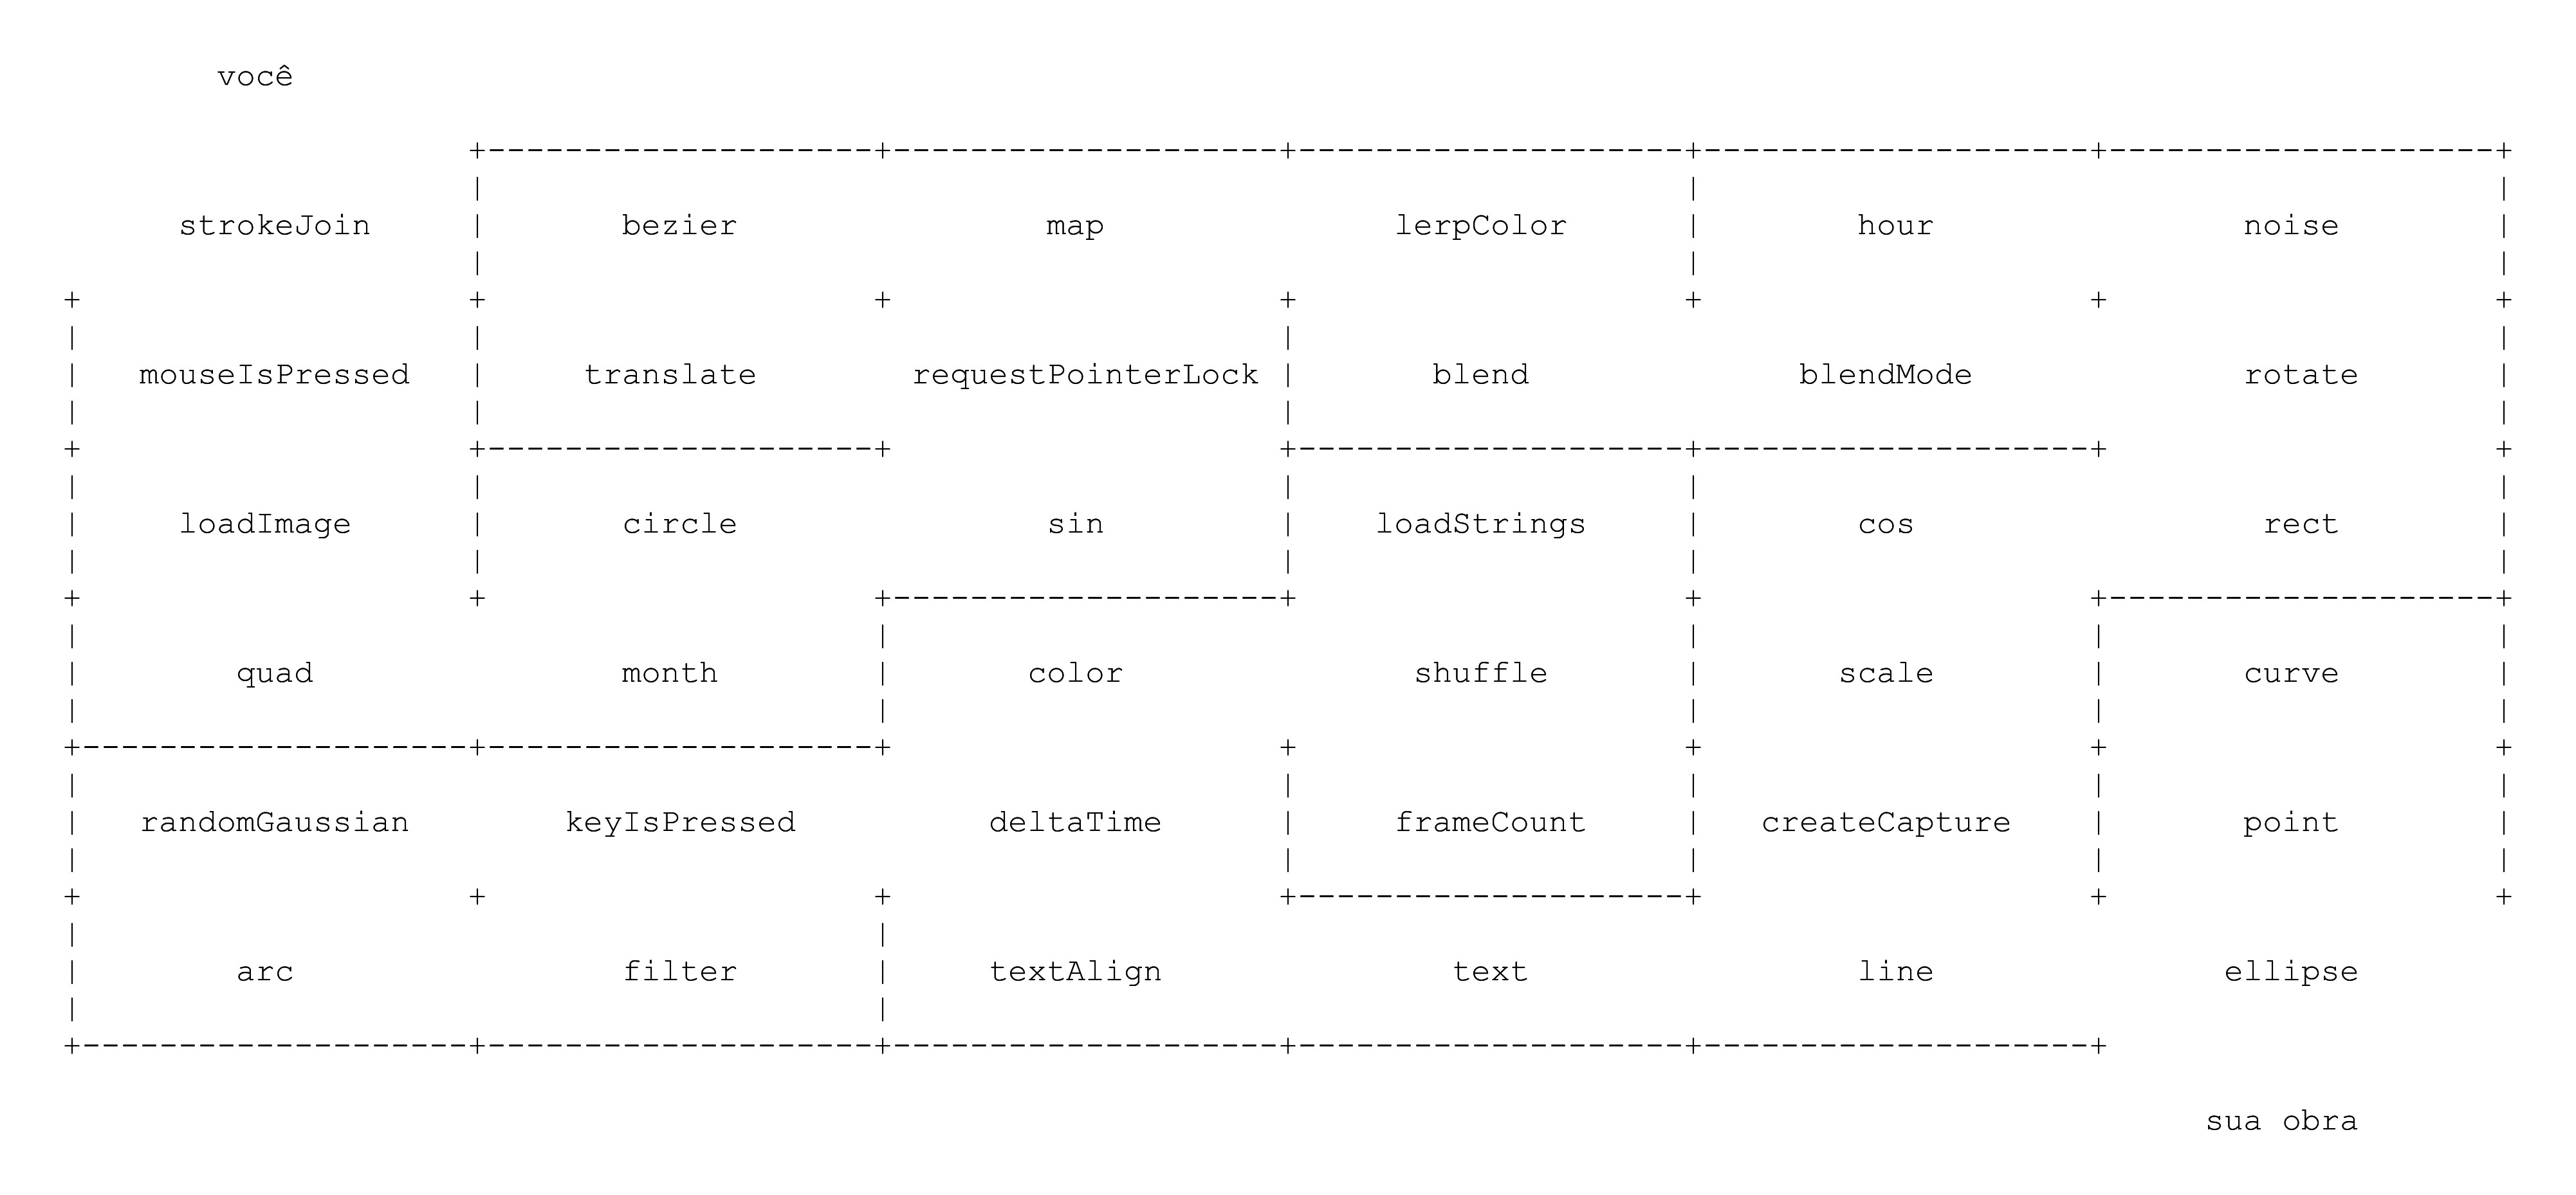 você
strokeJoin bezier map lerpColor hour noise
mouseIsPressed translate requestPointerLock blend blendMode rotate
loadImage circle sin loadStrings cos rect
quad month color shuffle scale curve
randomGaussian keyIsPressed deltaTime frameCount createCapture point
arc filter textAlign text line ellipse
sua obra